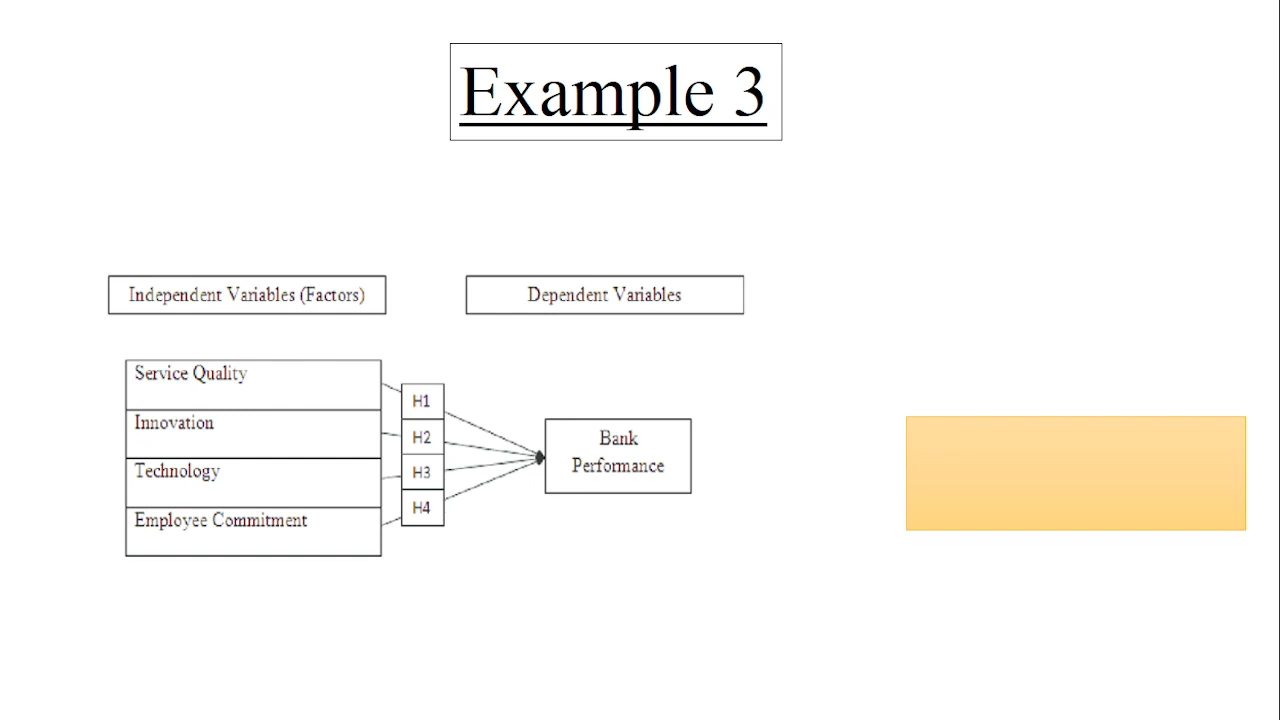 Example 3
Independent Variables (Factors)
Dependent Variables
Service Quality
Innovation
Technology
Employee Commitment
H1
H2
H3
H4
Bank
Performance